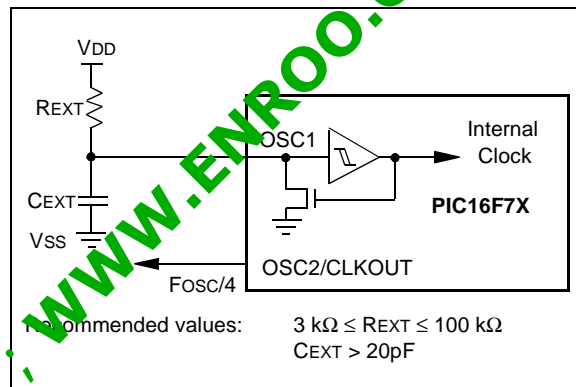 VDD
REXT
OSC1
Internal
Clock
CEXT
PIC16F7X
VSS
OSC2/CLKOUT
FOSC/4
Recommended values: 3 kΩ ≤ REXT ≤ 100 kΩ
CEXT > 20pF
WWW.ENROO.